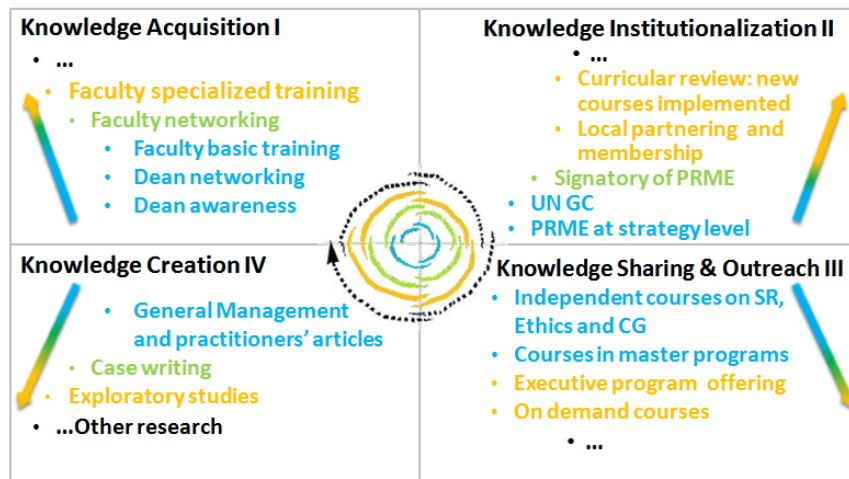 Knowledge Acquisition I
• ...
• Faculty specialized training
• Faculty networking
• Faculty basic training
• Dean networking
• Dean awareness
Knowledge Institutionalization II
• ...
• Curricular review: new
courses implemented
• Local partnering and
membership
• Signatory of PRME
• UN GC
• PRME at strategy level
Knowledge Creation IV
• General Management
and practitioners' articles
• Case writing
• Exploratory studies
• ...Other research
Knowledge Sharing & Outreach III
• Independent courses on SR,
Ethics and CG
• Courses in master programs
• Executive program offering
• On demand courses
• ...